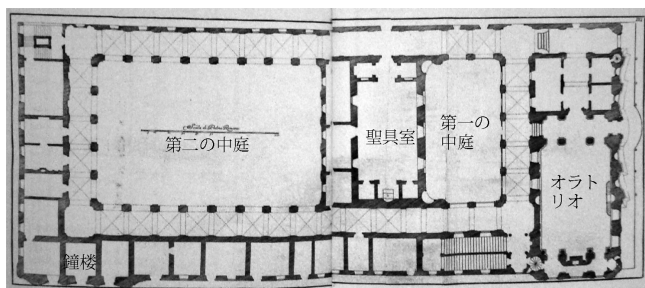 第二の中庭
聖具室
第一の
中庭
オラト
リオ
鐘楼